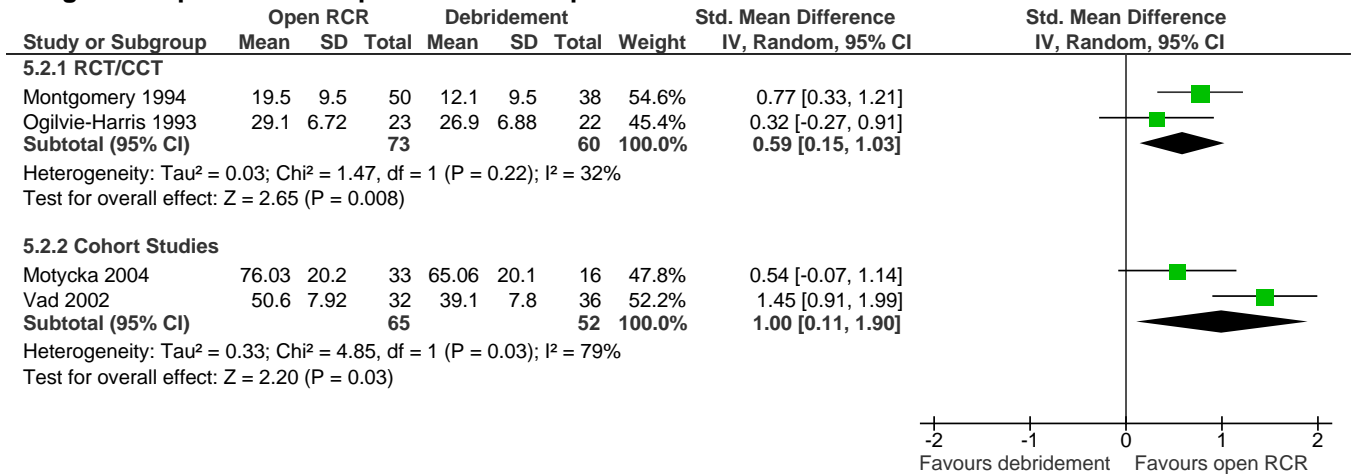 Open RCR Debridement Std. Mean Difference Std. Mean Difference
Study or Subgroup Mean SD Total Mean SD Total Weight IV, Random, 95% CI IV, Random, 95% CI
5.2.1 RCT/CCT
Montgomery 1994 19.5 9.5 50 12.1 9.5 38 54.6% 0.77 [0.33, 1.21]
Ogilvie-Harris 1993 29.1 6.72 23 26.9 6.88 22 45.4% 0.32 [-0.27, 0.91]
Subtotal (95% CI) 73 60 100.0% 0.59 [0.15, 1.03]
Heterogeneity: Tau² = 0.03; Chi² = 1.47, df = 1 (P = 0.22); I² = 32%
Test for overall effect: Z = 2.65 (P = 0.008)
5.2.2 Cohort Studies
Motycka 2004 76.03 20.2 33 65.06 20.1 16 47.8% 0.54 [-0.07, 1.14]
Vad 2002 50.6 7.92 32 39.1 7.8 36 52.2% 1.45 [0.91, 1.99]
Subtotal (95% CI) 65 52 100.0% 1.00 [0.11, 1.90]
Heterogeneity: Tau² = 0.33; Chi² = 4.85, df = 1 (P = 0.03); I² = 79%
Test for overall effect: Z = 2.20 (P = 0.03)
-2 -1 0 1 2
Favours debridement Favours open RCR